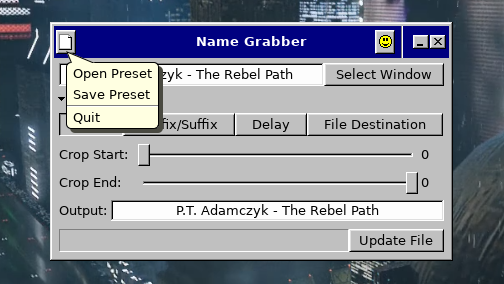 Name Grabber
Open Preset
Save Preset
Quit
zyk - The Rebel Path
Select Window
fix/Suffix
Delay
File Destination
Crop Start:
0
Crop End:
0
Output:
P.T. Adamczyk - The Rebel Path
Update File